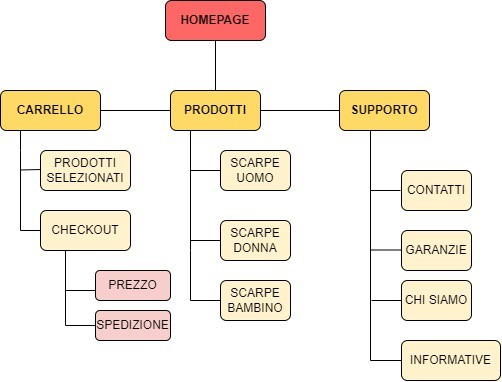 HOMEPAGE
CARRELLO
PRODOTTI
SUPPORTO
PRODOTTI
SELEZIONATI
CHECKOUT
PREZZO
SPEDIZIONE
SCARPE
UOMO
SCARPE
DONNA
SCARPE
BAMBINO
CONTATTI
GARANZIE
CHI SIAMO
INFORMATIVE